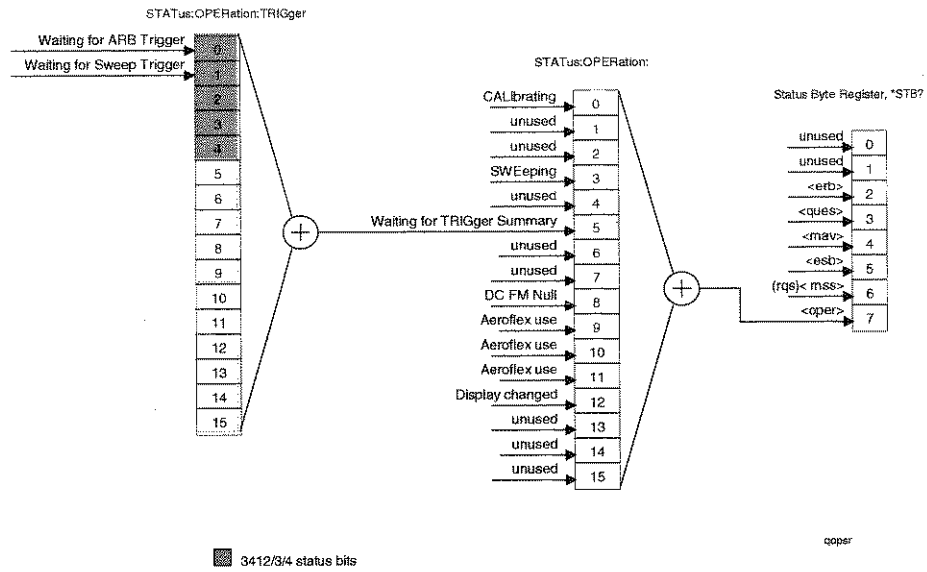 STATus:OPERation:TRIGger
Waiting for ARB Trigger
0
Waiting for Sweep Trigger
1
2
3
4
5
6
7
8
9
10
11
12
13
14
15
STATus:OPERation:
CALIbrating
0
unused
1
unused
2
SWEeping
3
unused
4
Waiting for TRIGger Summary
5
unused
6
unused
7
DC FM Null
8
Aeroflex use
9
Aeroflex use
10
Aeroflex use
11
Display changed
12
unused
13
unused
14
unused
15
Status Byte Register, *STB?
unused
0
unused
1
<erb>
2
<ques>
3
<mav>
4
<esb>
5
(rqs)< mss>
6
<oper>
7
qopsr
3412/3/4 status bits